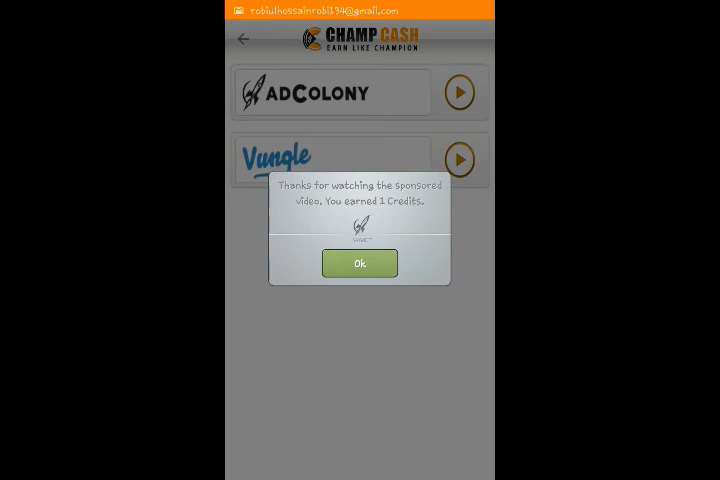 robiulhossainrobi134@gmail.com
CHAMP CASH
EARN LIKE CHAMPION
ADCOLONY
Vungle
Thanks for watching the sponsored
video. You earned 1 Credits.
Ok